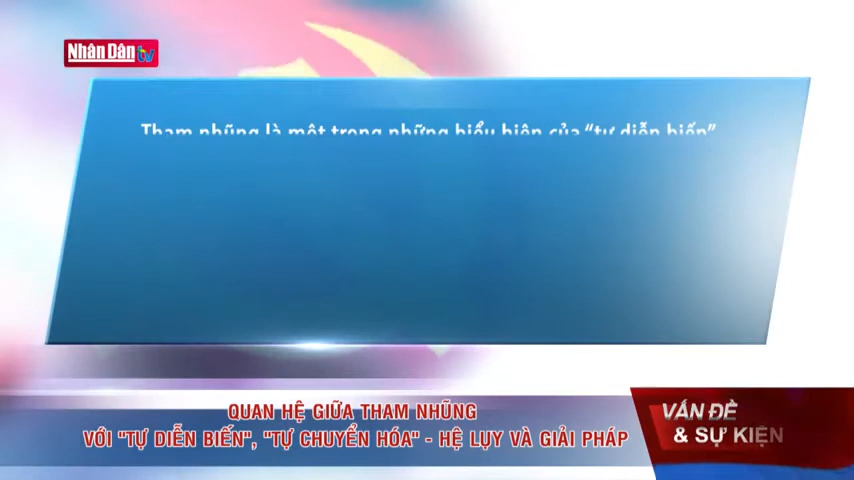 Nhân Dân tv
Tham nhũng là một trong những biểu hiện của “tự diễn biến”
QUAN HỆ GIỮA THAM NHŨNG
VỚI "TỰ DIỄN BIẾN", "TỰ CHUYỂN HÓA" - HỆ LỤY VÀ GIẢI PHÁP
VẤN ĐỀ
& SỰ KIỆN